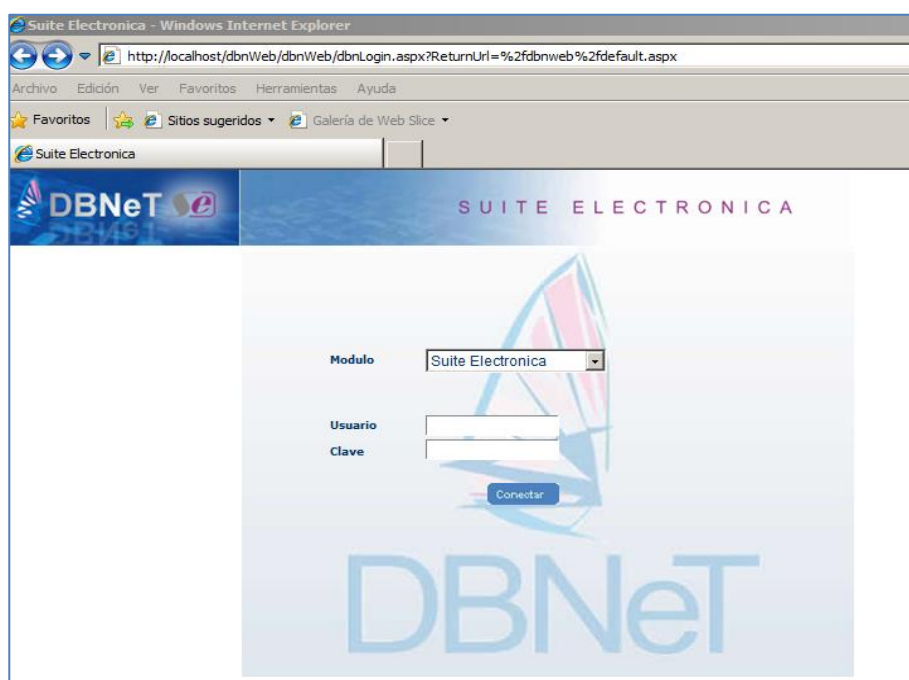 Suite Electronica - Windows Internet Explorer
http://localhost/dbnWeb/dbnWeb/dbnLogin.aspx?ReturnUrl=%2fdbnweb%2fdefault.aspx
Archivo Edición Ver Favoritos Herramientas Ayuda
Favoritos Sitios sugeridos Galería de Web Slice
Suite Electronica
DBNeT e
SUITE ELECTRONICA
Modulo Suite Electronica
Usuario
Clave
Conectar
DBNeT